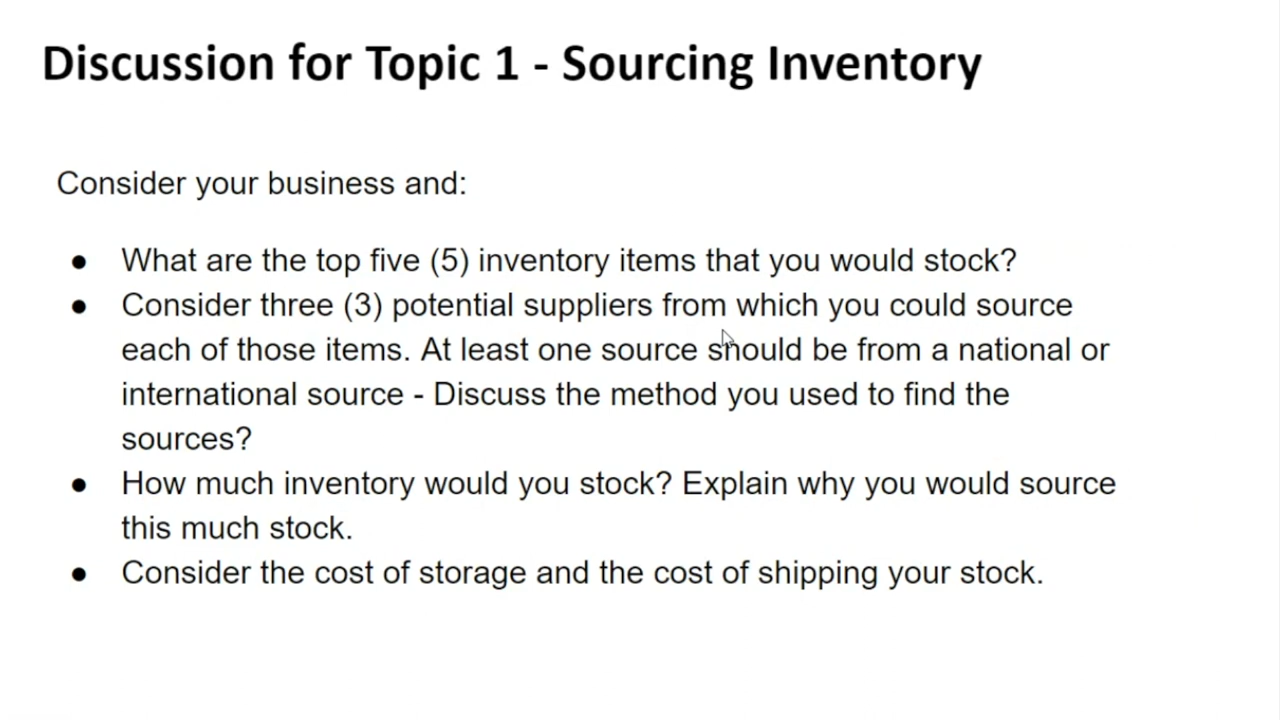 Discussion for Topic 1 - Sourcing Inventory
Consider your business and:
● What are the top five (5) inventory items that you would stock?
● Consider three (3) potential suppliers from which you could source
each of those items. At least one source should be from a national or
international source - Discuss the method you used to find the
sources?
● How much inventory would you stock? Explain why you would source
this much stock.
● Consider the cost of storage and the cost of shipping your stock.